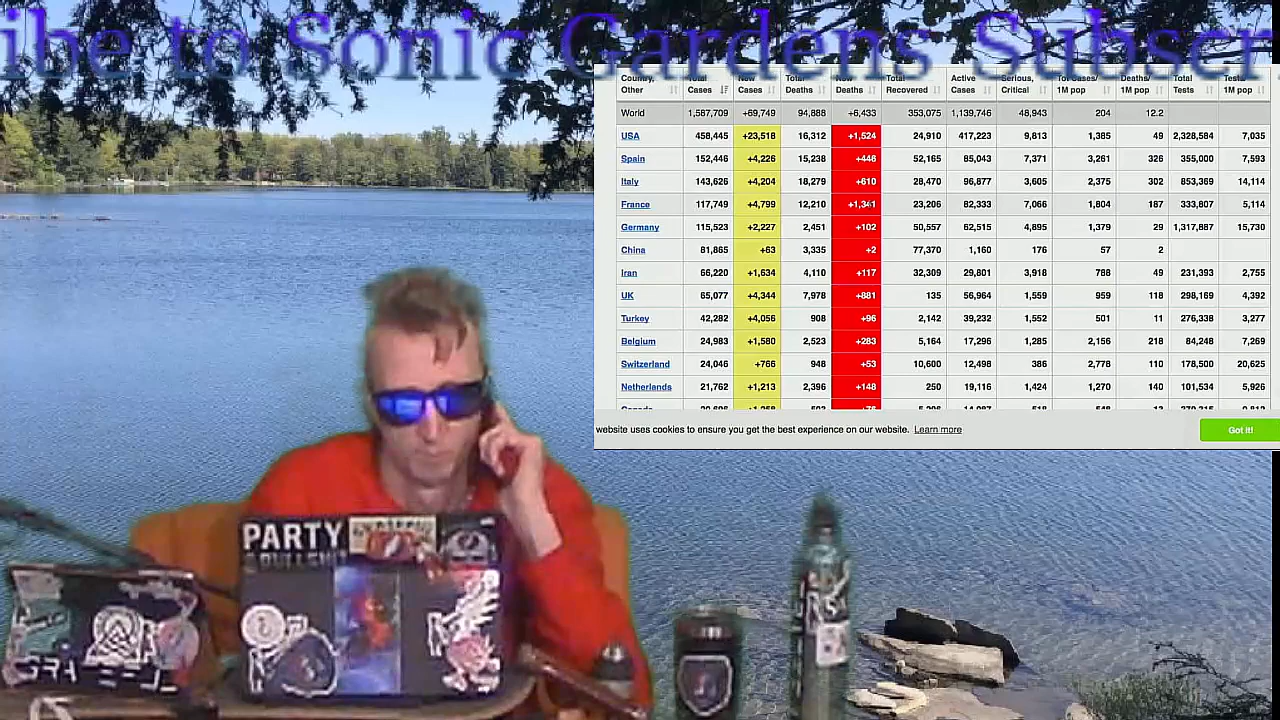 ibe to Sonic Gardens Subscr
Country, Other Total Cases New Cases Total Deaths New Deaths Total Recovered Active Cases Serious, Critical Tot Cases/ 1M pop Deaths/ 1M pop Total Tests Tests/ 1M pop
World 1,587,709 +69,749 94,888 +6,433 353,075 1,139,746 48,943 204 12.2
USA 458,445 +23,518 16,312 +1,524 24,910 417,223 9,813 1,385 49 2,328,584 7,035
Spain 152,446 +4,226 15,238 +446 52,165 85,043 7,371 3,261 326 355,000 7,593
Italy 143,626 +4,204 18,279 +610 28,470 96,877 3,605 2,375 302 853,369 14,114
France 117,749 +4,799 12,210 +1,341 23,206 82,333 7,066 1,804 187 333,807 5,114
Germany 115,523 +2,227 2,451 +102 50,557 62,515 4,895 1,379 29 1,317,887 15,730
China 81,865 +63 3,335 +2 77,370 1,160 176 57 2
Iran 66,220 +1,634 4,110 +117 32,309 29,801 3,918 788 49 231,393 2,755
UK 65,077 +4,344 7,978 +881 135 56,964 1,559 959 118 298,169 4,392
Turkey 42,282 +4,056 908 +96 2,142 39,232 1,552 501 11 276,338 3,277
Belgium 24,983 +1,580 2,523 +283 5,164 17,296 1,285 2,156 218 84,248 7,269
Switzerland 24,046 +766 948 +53 10,600 12,498 386 2,778 110 178,500 20,625
Netherlands 21,762 +1,213 2,396 +148 250 19,116 1,424 1,270 140 101,534 5,926
website uses cookies to ensure you get the best experience on our website. Learn more Got it!
PARTY